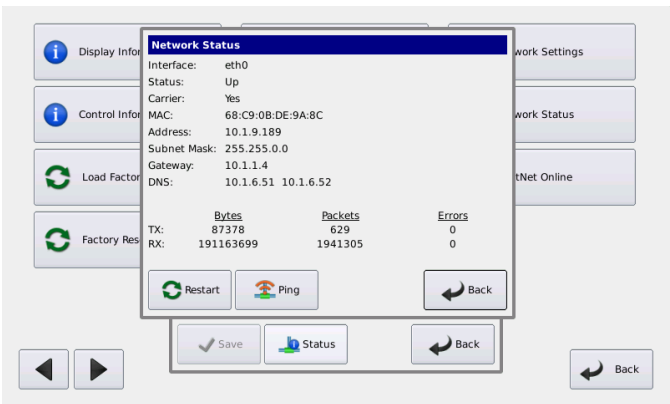 Network Status
Interface: eth0
Status: Up
Carrier: Yes
MAC: 68:C9:0B:DE:9A:8C
Address: 10.1.9.189
Subnet Mask: 255.255.0.0
Gateway: 10.1.1.4
DNS: 10.1.6.51 10.1.6.52
Bytes Packets Errors
TX: 87378 629 0
RX: 191163699 1941305 0
Restart Ping Back
Save Status Back
Display Infor
Control Infor
Load Factor
Factory Res
work Settings
work Status
tNet Online
Back